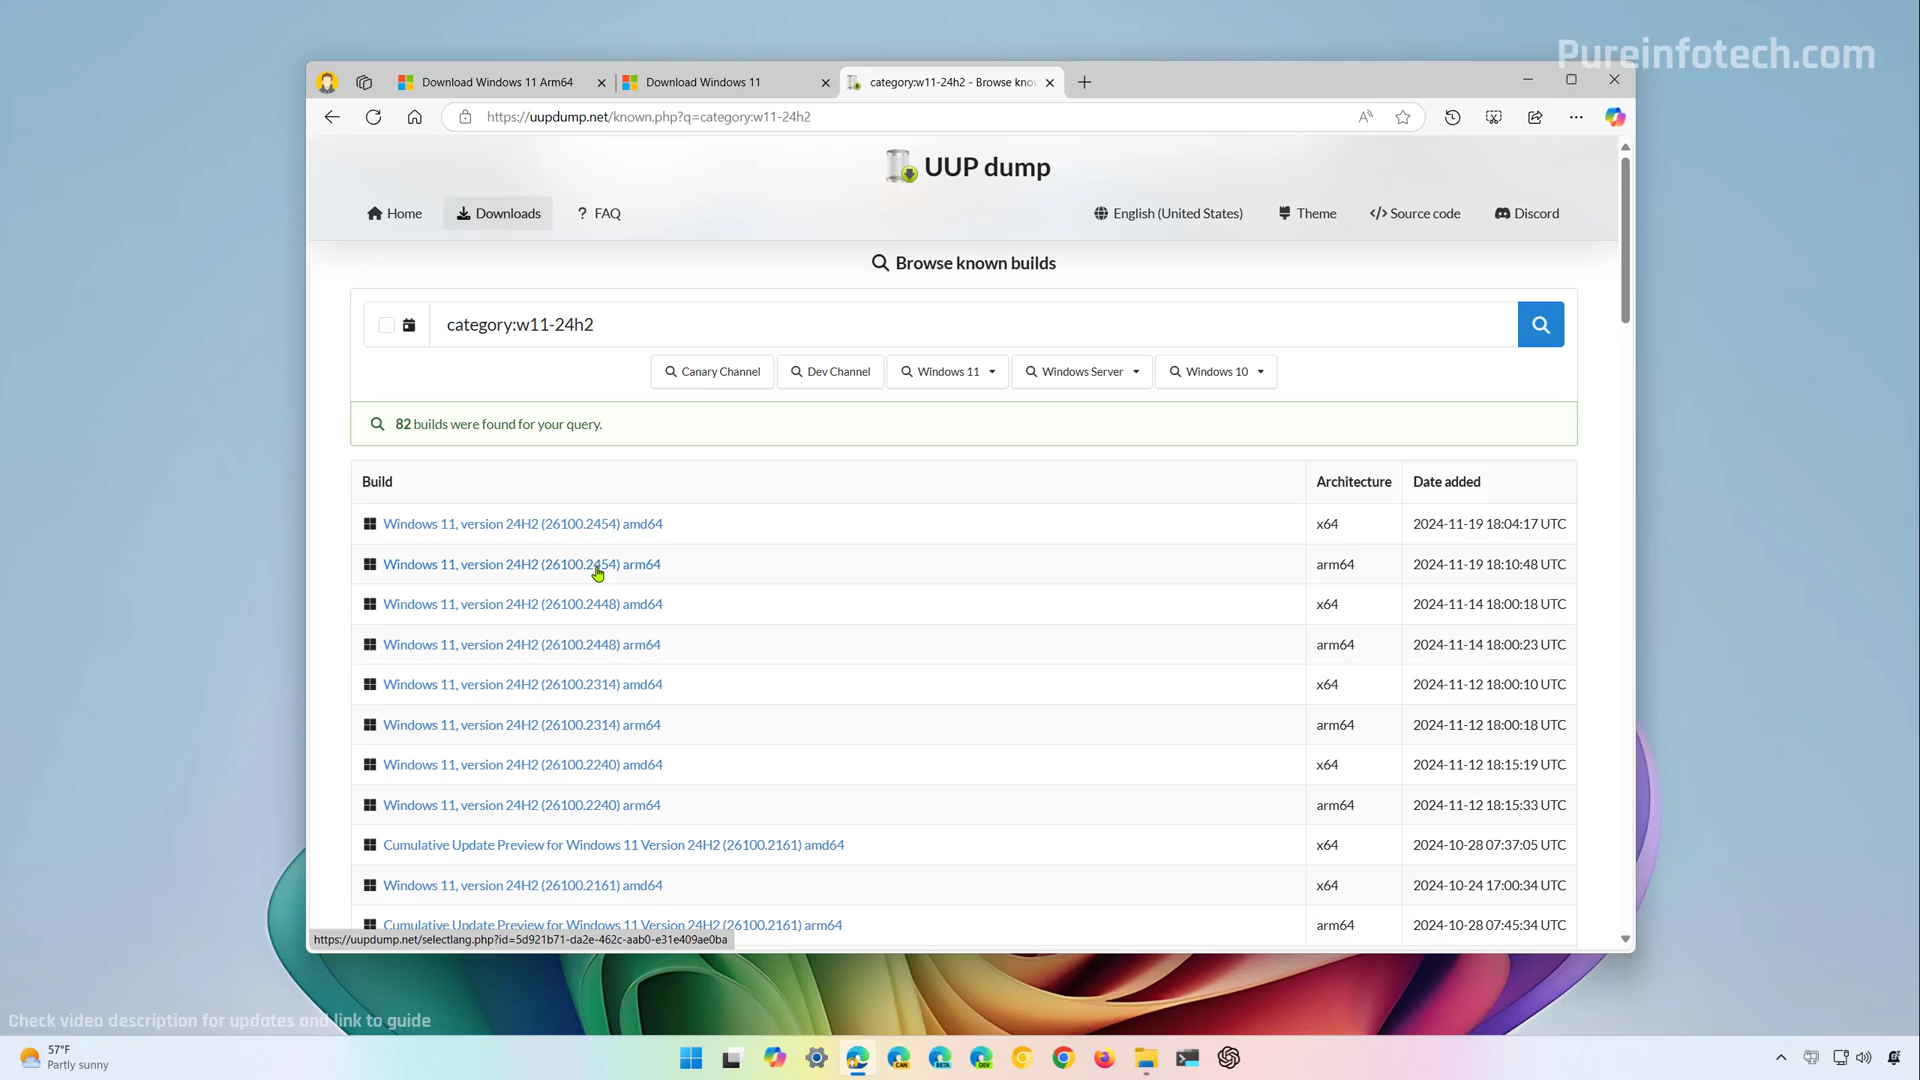 Pureinfotech.com
Download Windows 11 Arm64
Download Windows 11
category:w11-24h2 - Browse kno
https://uupdump.net/known.php?q=category:w11-24h2
UUP dump
Home
Downloads
? FAQ
English (United States)
Theme
</> Source code
Discord
Browse known builds
category:w11-24h2
Canary Channel
Dev Channel
Windows 11
Windows Server
Windows 10
82 builds were found for your query.
Build Architecture Date added
Windows 11, version 24H2 (26100.2454) amd64 x64 2024-11-19 18:04:17 UTC
Windows 11, version 24H2 (26100.2454) arm64 arm64 2024-11-19 18:10:48 UTC
Windows 11, version 24H2 (26100.2448) amd64 x64 2024-11-14 18:00:18 UTC
Windows 11, version 24H2 (26100.2448) arm64 arm64 2024-11-14 18:00:23 UTC
Windows 11, version 24H2 (26100.2314) amd64 x64 2024-11-12 18:00:10 UTC
Windows 11, version 24H2 (26100.2314) arm64 arm64 2024-11-12 18:00:18 UTC
Windows 11, version 24H2 (26100.2240) amd64 x64 2024-11-12 18:15:19 UTC
Windows 11, version 24H2 (26100.2240) arm64 arm64 2024-11-12 18:15:33 UTC
Cumulative Update Preview for Windows 11 Version 24H2 (26100.2161) amd64 x64 2024-10-28 07:37:05 UTC
Windows 11, version 24H2 (26100.2161) amd64 x64 2024-10-24 17:00:34 UTC
Cumulative Update Preview for Windows 11 Version 24H2 (26100.2161) arm64 arm64 2024-10-28 07:45:34 UTC
https://uupdump.net/selectlang.php?id=5d921b71-da2e-462c-aab0-e31e409ae0ba
Check video description for updates and link to guide
57°F
Partly sunny
CAN
BETA
DEV